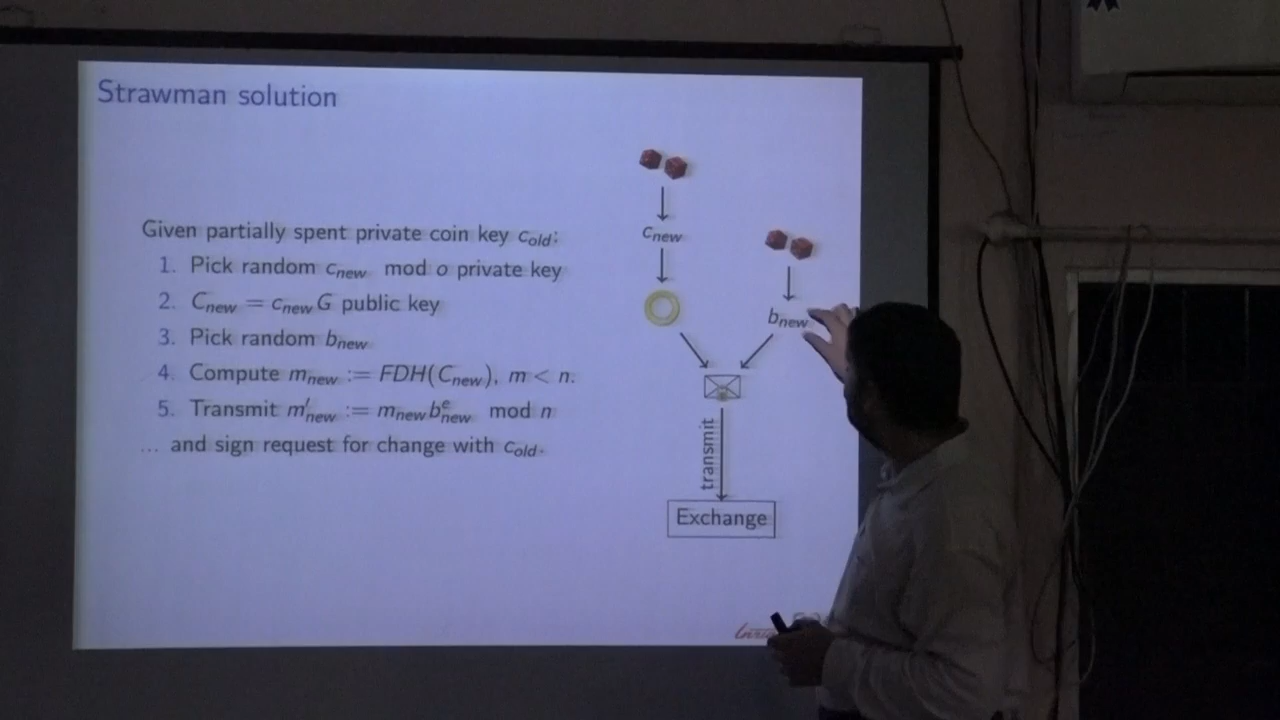 Strawman solution
Given partially spent private coin key c_old:
1. Pick random c_new mod o private key
2. C_new = c_new G public key
3. Pick random b_new
4. Compute m_new := FDH(C_new), m < n.
5. Transmit m′_new := m_new b^e_new mod n
... and sign request for change with c_old.
c_new
b_new
transmit
Exchange
Inria